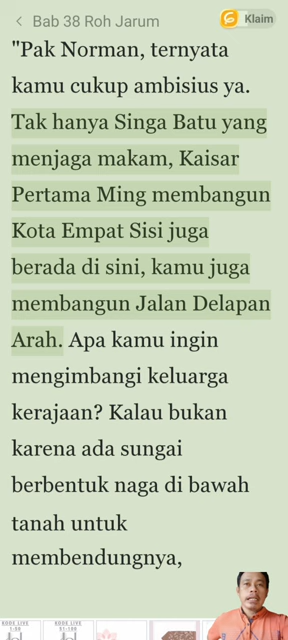 Bab 38 Roh Jarum
Klaim
"Pak Norman, ternyata
kamu cukup ambisius ya.
Tak hanya Singa Batu yang
menjaga makam, Kaisar
Pertama Ming membangun
Kota Empat Sisi juga
berada di sini, kamu juga
membangun Jalan Delapan
Arah. Apa kamu ingin
mengimbangi keluarga
kerajaan? Kalau bukan
karena ada sungai
berbentuk naga di bawah
tanah untuk
membendungnya,